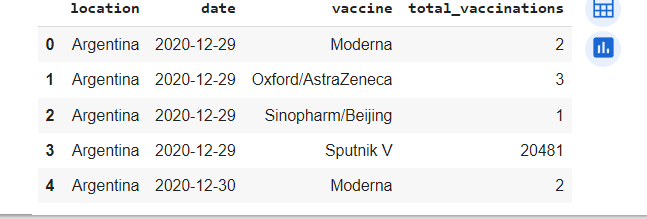 location date vaccine total_vaccinations
0 Argentina 2020-12-29 Moderna 2
1 Argentina 2020-12-29 Oxford/AstraZeneca 3
2 Argentina 2020-12-29 Sinopharm/Beijing 1
3 Argentina 2020-12-29 Sputnik V 20481
4 Argentina 2020-12-30 Moderna 2